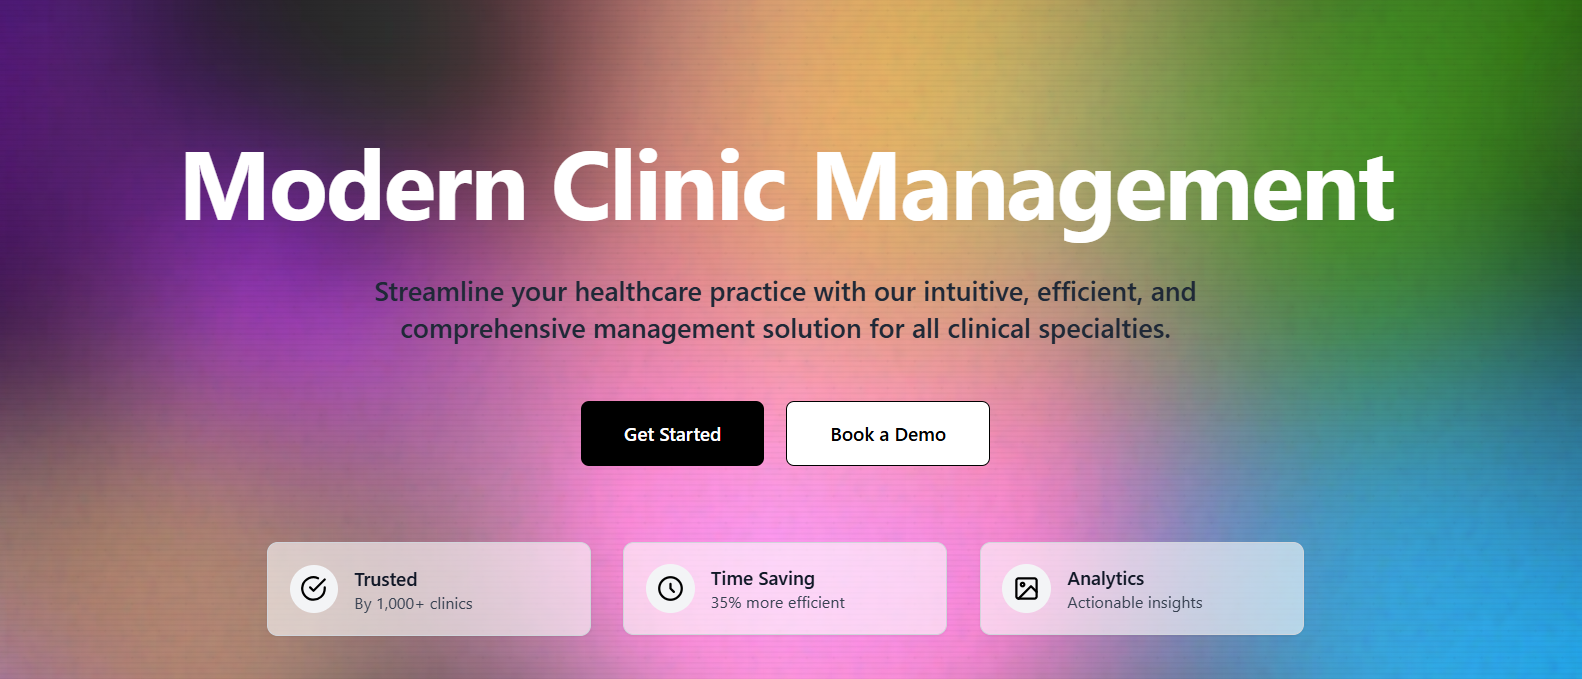 Modern Clinic Management
Streamline your healthcare practice with our intuitive, efficient, and
comprehensive management solution for all clinical specialties.
Get Started
Book a Demo
Trusted
By 1,000+ clinics
Time Saving
35% more efficient
Analytics
Actionable insights